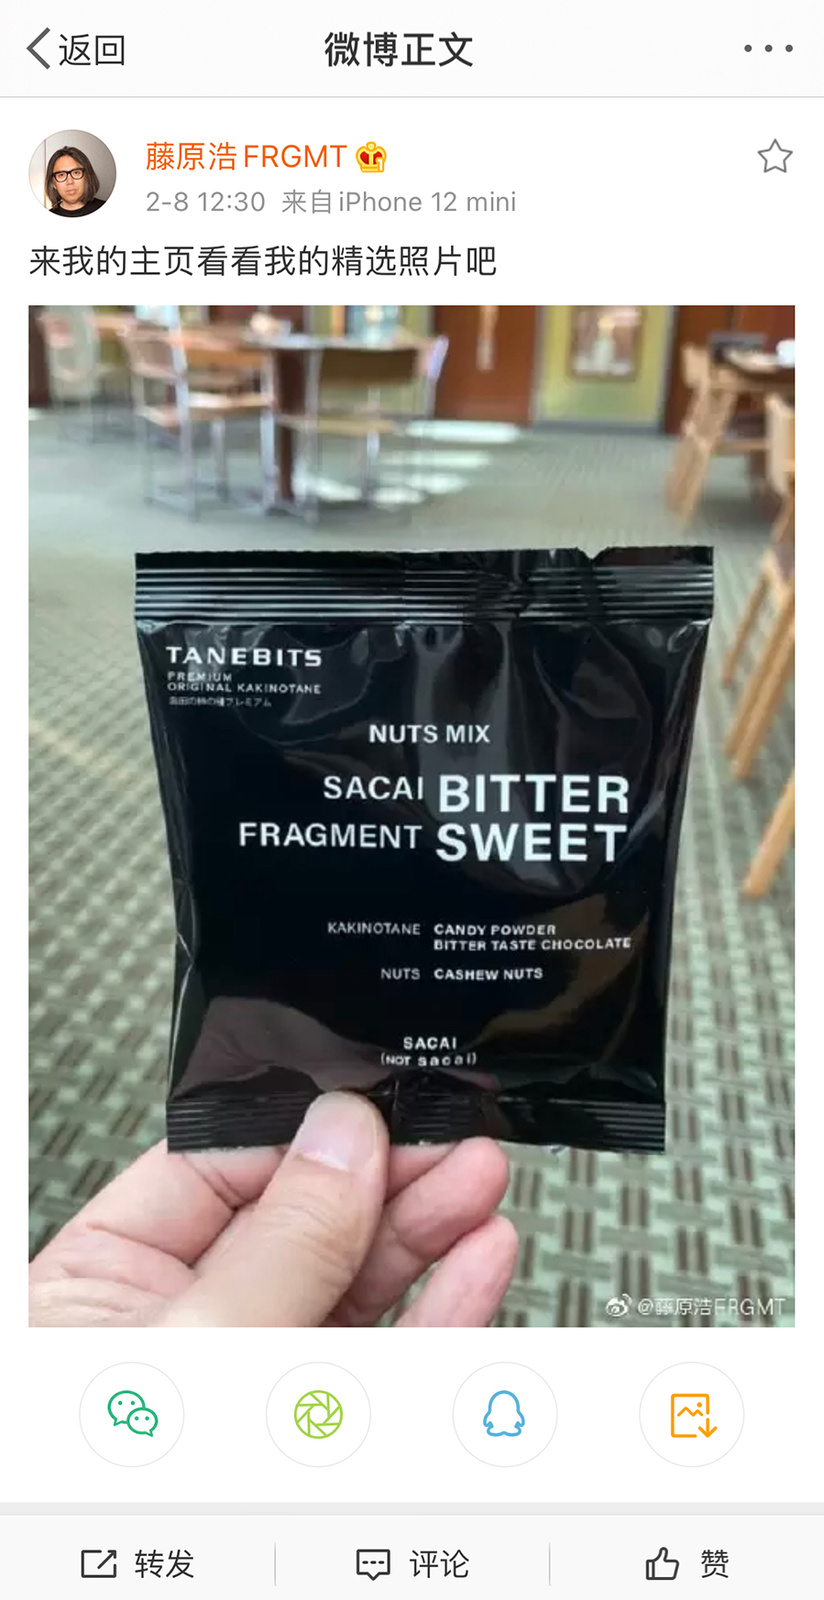 返回
微博正文
藤原浩FRGMT
2-8 12:30 来自iPhone 12 mini
来我的主页看看我的精选照片吧
TANEBITS
PREMIUM
ORIGINAL KAKINOTANE
NUTS MIX
SACAI BITTER
FRAGMENT SWEET
KAKINOTANE CANDY POWDER
BITTER TASTE CHOCOLATE
NUTS CASHEW NUTS
SACAI
(NOT sacai)
@藤原浩FRGMT
转发
评论
赞